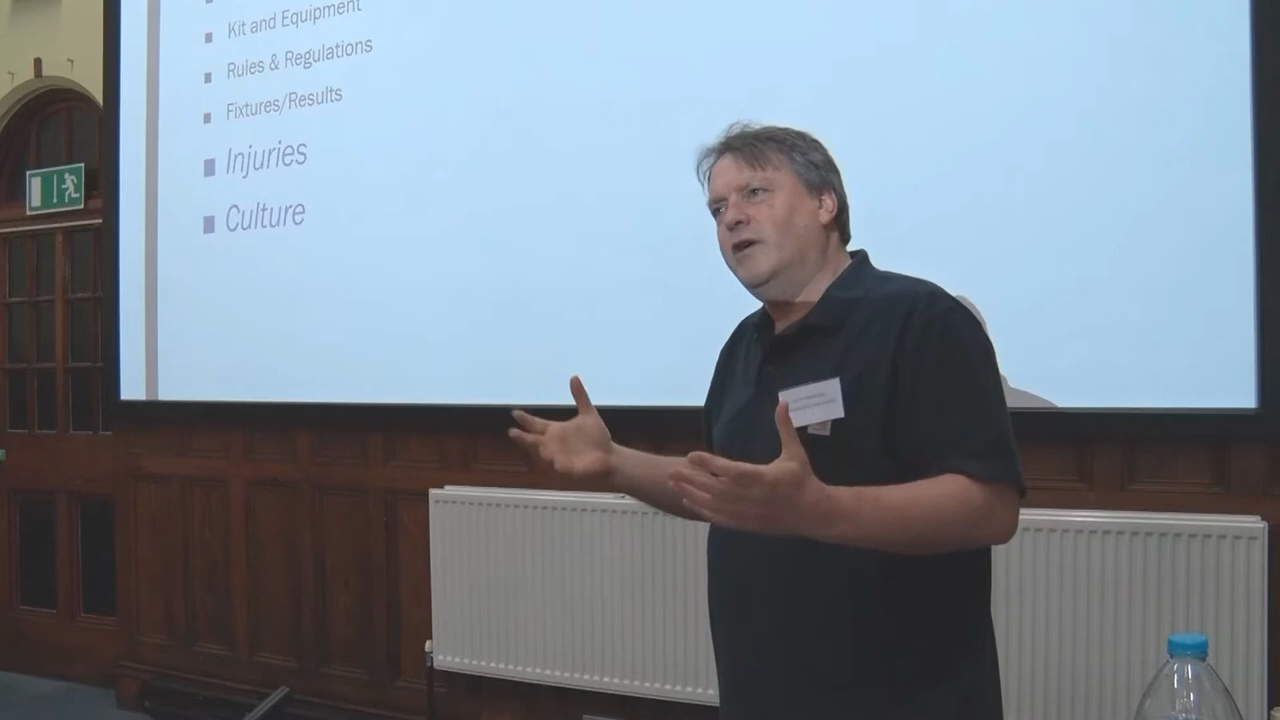 Kit and Equipment
Rules & Regulations
Fixtures/Results
Injuries
Culture